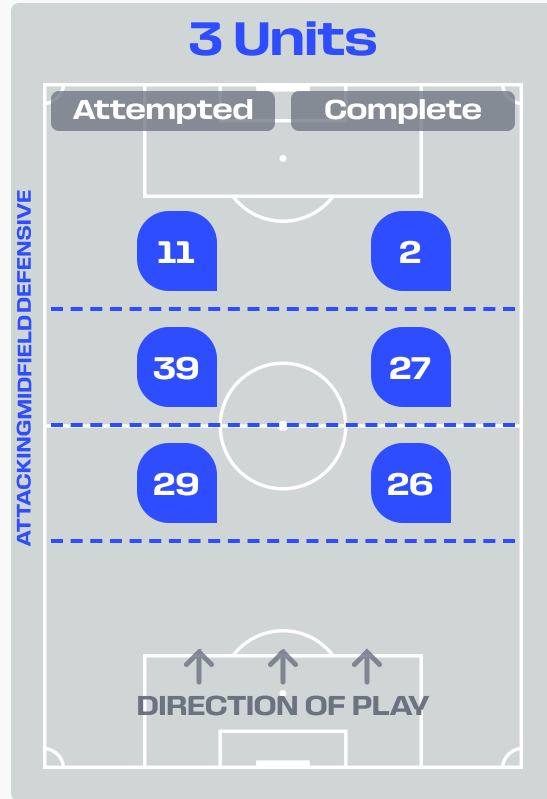 3 Units
Attempted Complete
11 2
39 27
29 26
ATTACKING MIDFIELD DEFENSIVE
DIRECTION OF PLAY